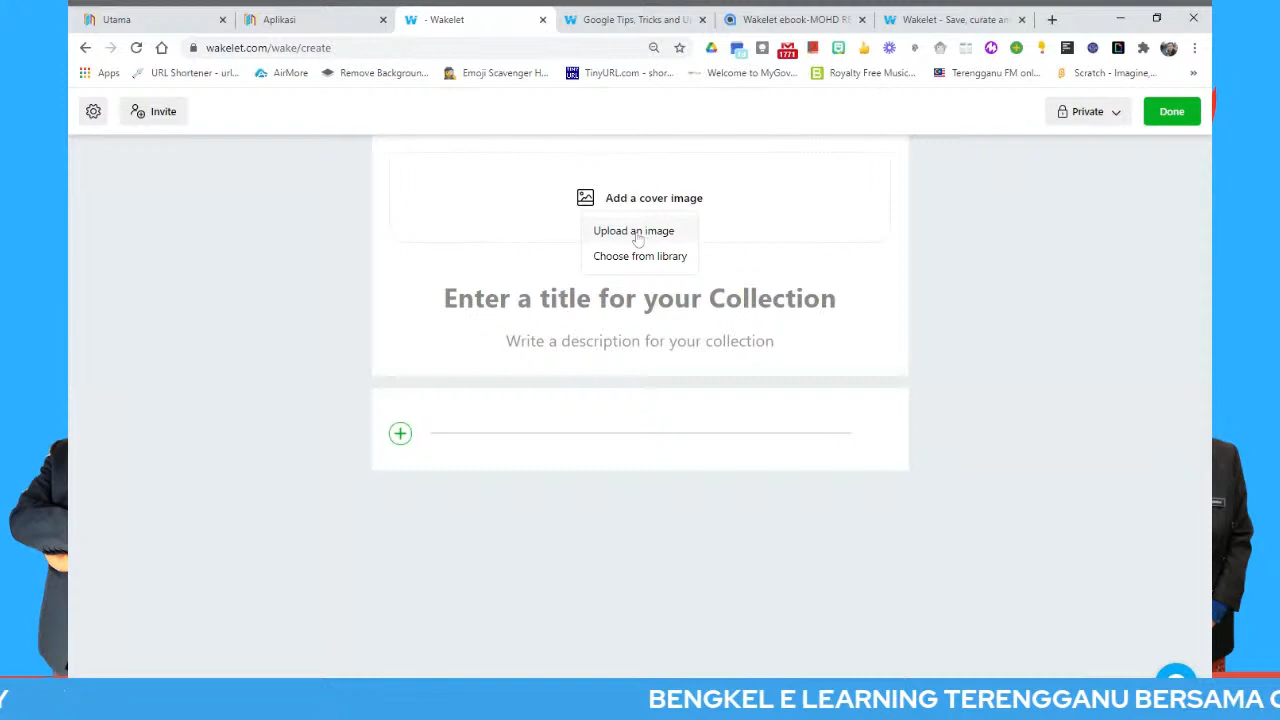 Utama
Aplikasi
- Wakelet
Google Tips, Tricks and U
Wakelet ebook-MOHD R
Wakelet - Save, curate an
wakelet.com/wake/create
1771
Apps
URL Shortener - url...
AirMore
Remove Backgroun...
Emoji Scavenger H...
TinyURL.com - shor...
Welcome to MyGov...
Royalty Free Music...
Terengganu FM onl...
Scratch - Imagine,...
Invite
Private
Done
Add a cover image
Upload an image
Choose from library
Enter a title for your Collection
Write a description for your collection
Y BENGKEL E LEARNING TERENGGANU BERSAMA